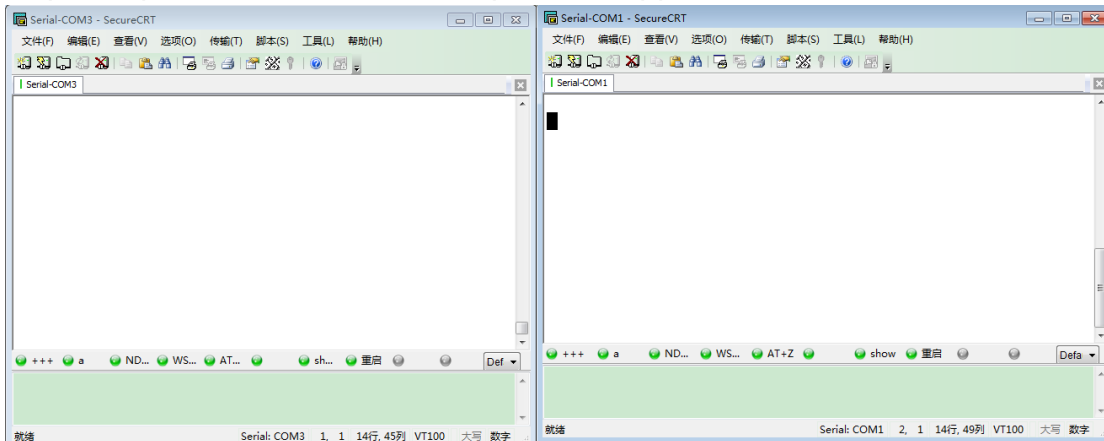 Serial-COM3 - SecureCRT
文件(F) 编辑(E) 查看(V) 选项(O) 传输(T) 脚本(S) 工具(L) 帮助(H)
Serial-COM3
+++ a ND... WS... AT... sh... 重启 Def
就绪 Serial: COM3 1, 1 14行, 45列 VT100 大写 数字
Serial-COM1 - SecureCRT
文件(F) 编辑(E) 查看(V) 选项(O) 传输(T) 脚本(S) 工具(L) 帮助(H)
Serial-COM1
+++ a ND... WS... AT+Z show 重启 Defa
就绪 Serial: COM1 2, 1 14行, 49列 VT100 大写 数字